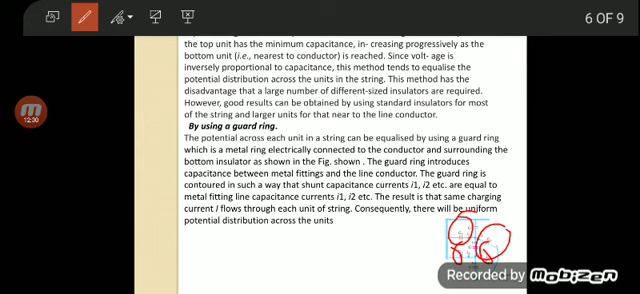 6 OF 9
the top unit has the minimum capacitance, in- creasing progressively as the
bottom unit (i.e., nearest to conductor) is reached. Since volt- age is
inversely proportional to capacitance, this method tends to equalise the
potential distribution across the units in the string. This method has the
disadvantage that a large number of different-sized insulators are required.
However, good results can be obtained by using standard insulators for most
of the string and larger units for that near to the line conductor.
By using a guard ring.
The potential across each unit in a string can be equalised by using a guard ring
which is a metal ring electrically connected to the conductor and surrounding the
bottom insulator as shown in the Fig. shown . The guard ring introduces
capacitance between metal fittings and the line conductor. The guard ring is
contoured in such a way that shunt capacitance currents i1, i2 etc. are equal to
metal fitting line capacitance currents i1, i2 etc. The result is that same charging
current I flows through each unit of string. Consequently, there will be uniform
potential distribution across the units
m
12:30
Recorded by Mobizen